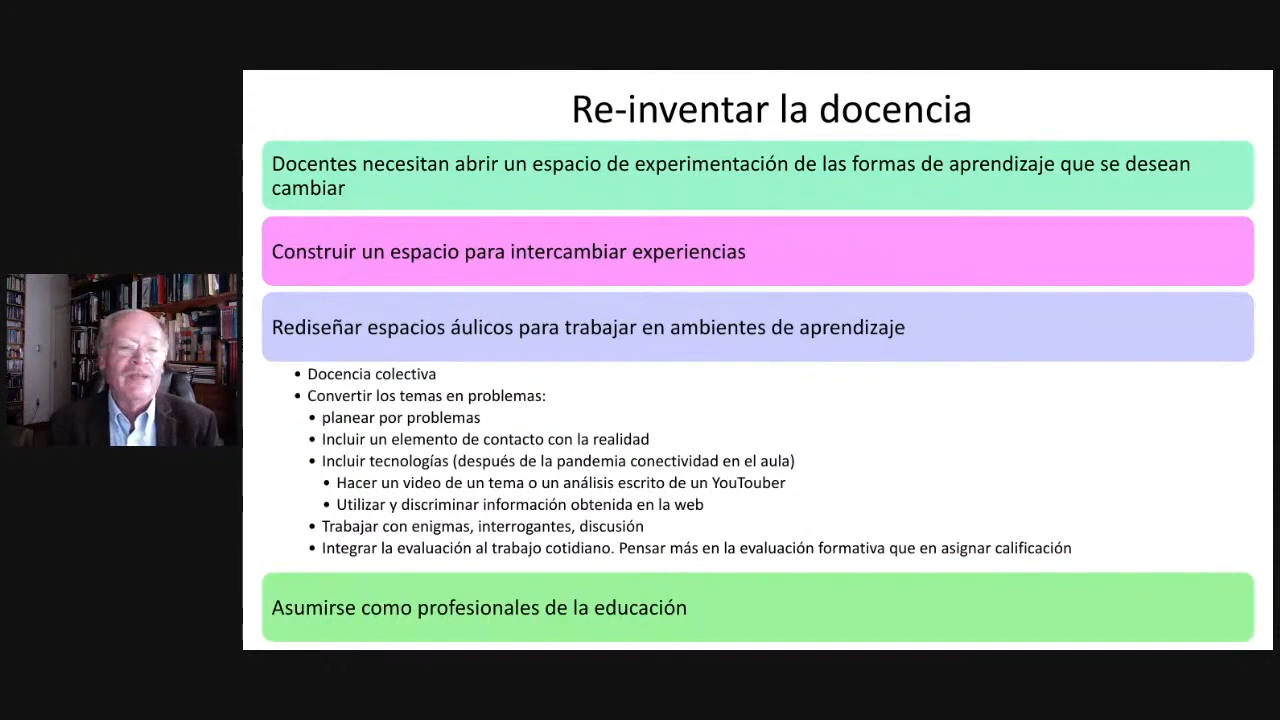 Re-inventar la docencia
Docentes necesitan abrir un espacio de experimentación de las formas de aprendizaje que se desean
cambiar
Construir un espacio para intercambiar experiencias
Rediseñar espacios áulicos para trabajar en ambientes de aprendizaje
• Docencia colectiva
• Convertir los temas en problemas:
• planear por problemas
• Incluir un elemento de contacto con la realidad
• Incluir tecnologías (después de la pandemia conectividad en el aula)
• Hacer un video de un tema o un análisis escrito de un YouTouber
• Utilizar y discriminar información obtenida en la web
• Trabajar con enigmas, interrogantes, discusión
• Integrar la evaluación al trabajo cotidiano. Pensar más en la evaluación formativa que en asignar calificación
Asumirse como profesionales de la educación